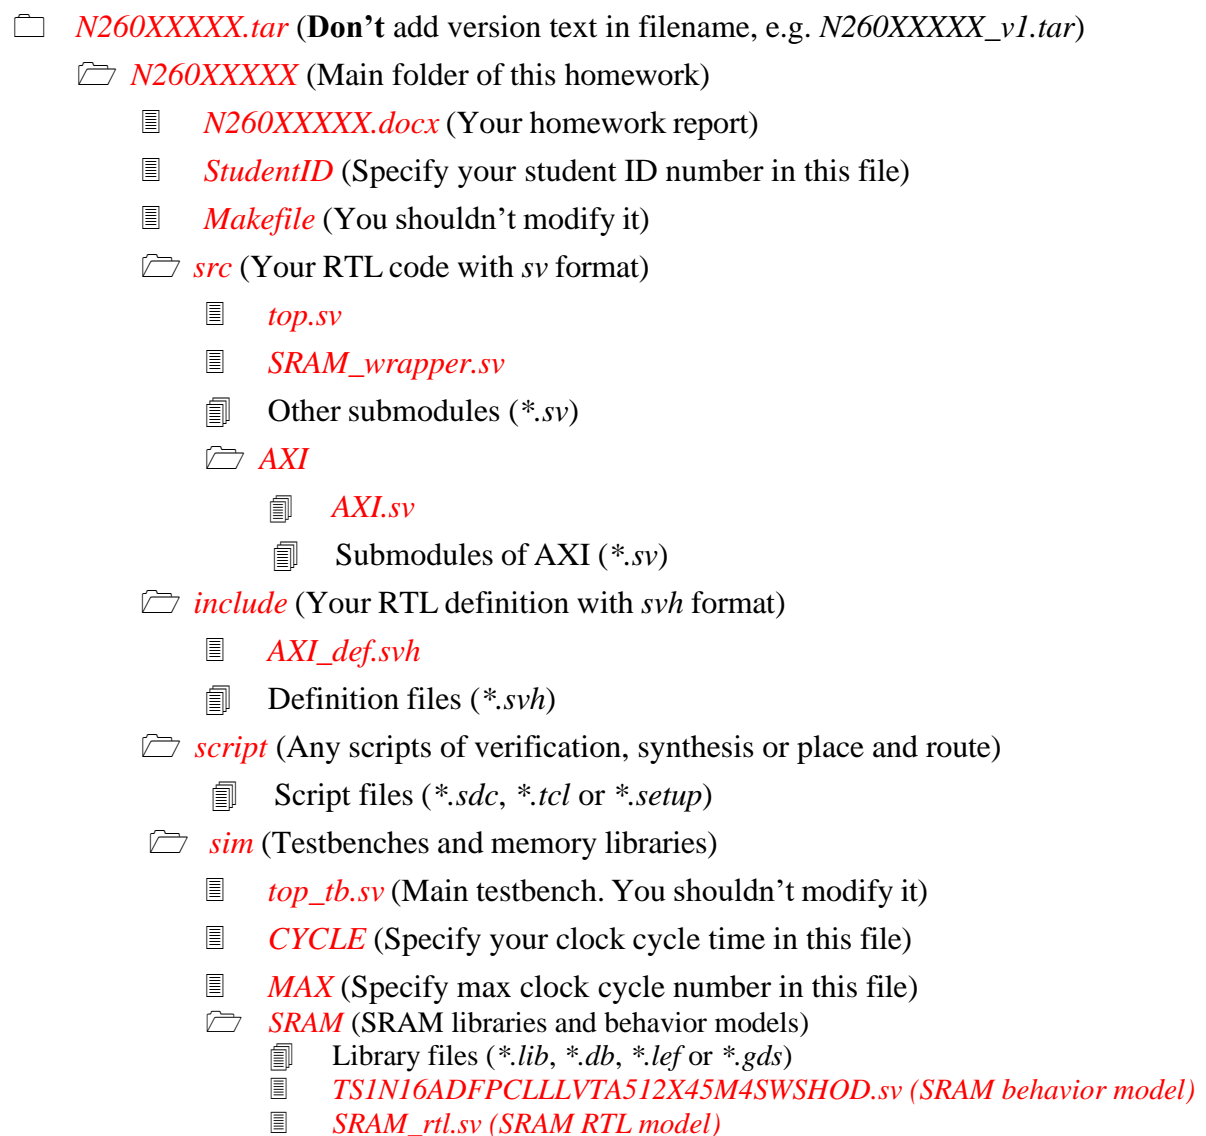 N260XXXXX.tar (Don’t add version text in filename, e.g. N260XXXXX_v1.tar)
N260XXXXX (Main folder of this homework)
N260XXXXX.docx (Your homework report)
StudentID (Specify your student ID number in this file)
Makefile (You shouldn’t modify it)
src (Your RTL code with sv format)
top.sv
SRAM_wrapper.sv
Other submodules (*.sv)
AXI
AXI.sv
Submodules of AXI (*.sv)
include (Your RTL definition with svh format)
AXI_def.svh
Definition files (*.svh)
script (Any scripts of verification, synthesis or place and route)
Script files (*.sdc, *.tcl or *.setup)
sim (Testbenches and memory libraries)
top_tb.sv (Main testbench. You shouldn’t modify it)
CYCLE (Specify your clock cycle time in this file)
MAX (Specify max clock cycle number in this file)
SRAM (SRAM libraries and behavior models)
Library files (*.lib, *.db, *.lef or *.gds)
TS1N16ADFPCLLLVTA512X45M4SWSHOD.sv (SRAM behavior model)
SRAM_rtl.sv (SRAM RTL model)